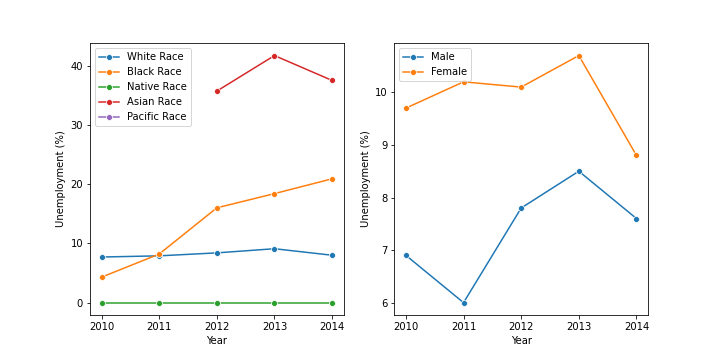 White Race
Black Race
Native Race
Asian Race
Pacific Race
40
30
20
10
0
Unemployment (%)
2010 2011 2012 2013 2014
Year
Male
Female
10
9
8
7
6
Unemployment (%)
2010 2011 2012 2013 2014
Year